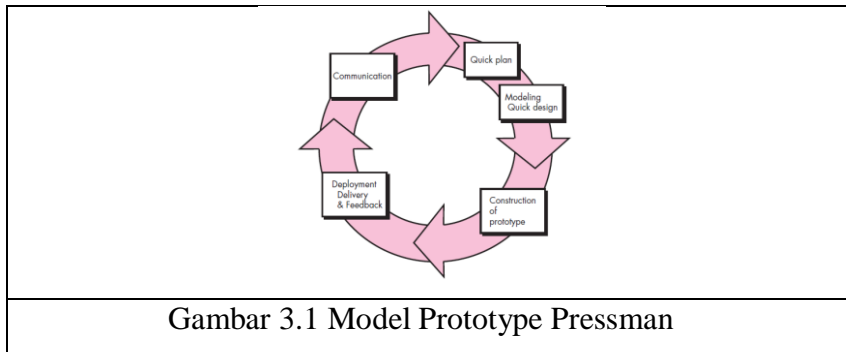 Communication
Quick plan
Modeling
Quick design
Construction
of
prototype
Deployment
Delivery
& Feedback
Gambar 3.1 Model Prototype Pressman